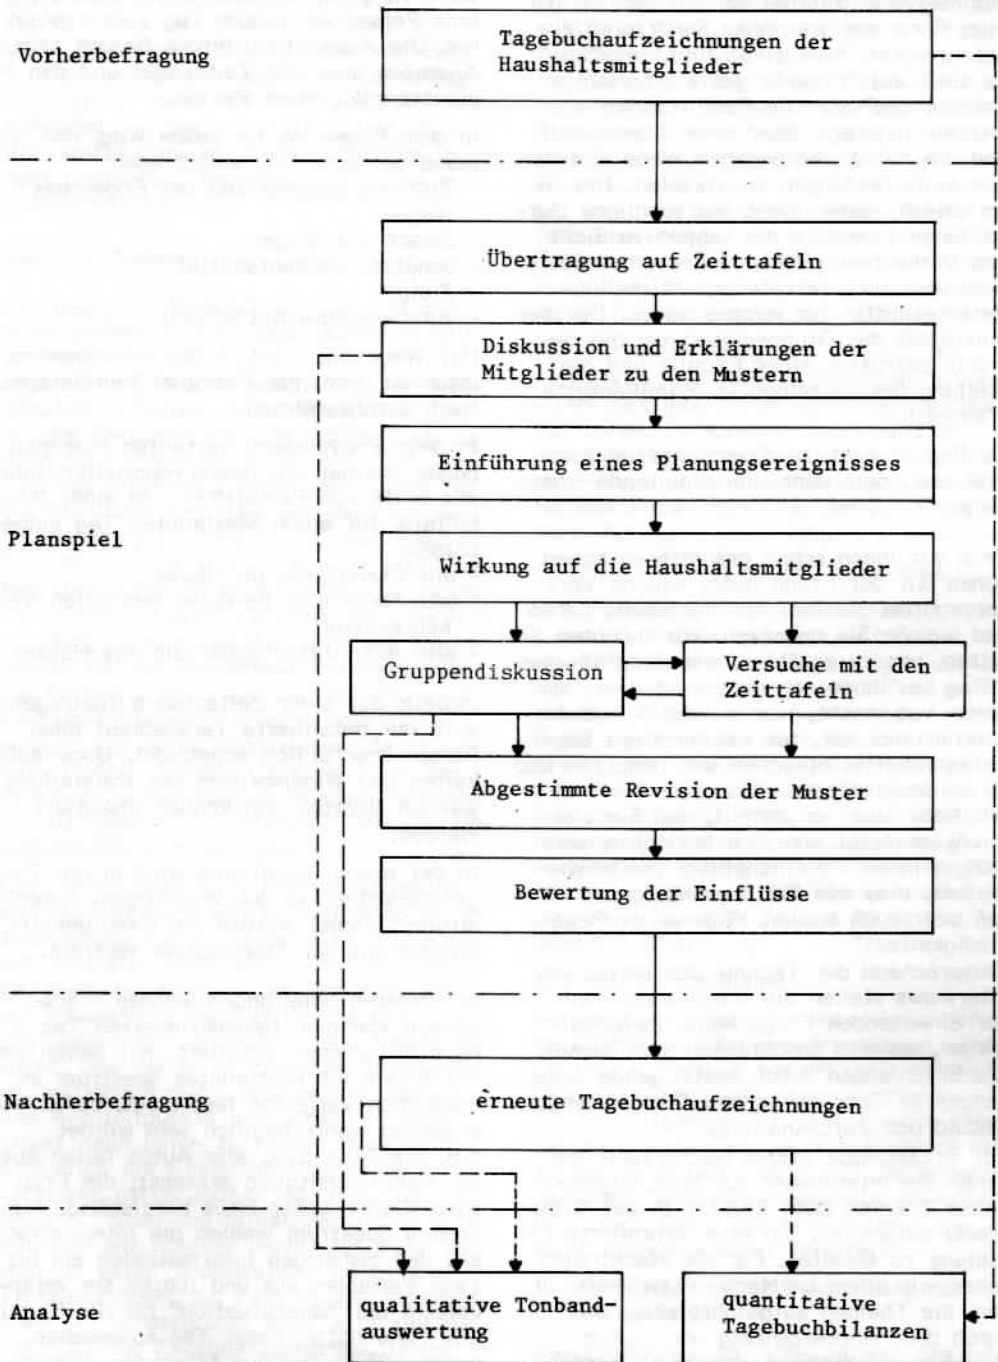 Vorherbefragung
Tagebuchaufzeichnungen der
Haushaltsmitglieder
Übertragung auf Zeittafeln
Diskussion und Erklärungen der
Mitglieder zu den Mustern
Einführung eines Planungsereignisses
Planspiel
Wirkung auf die Haushaltsmitglieder
Gruppendiskussion
Versuche mit den
Zeittafeln
Abgestimmte Revision der Muster
Bewertung der Einflüsse
Nachherbefragung
erneute Tagebuchaufzeichnungen
Analyse
qualitative Tonband-
auswertung
quantitative
Tagebuchbilanzen